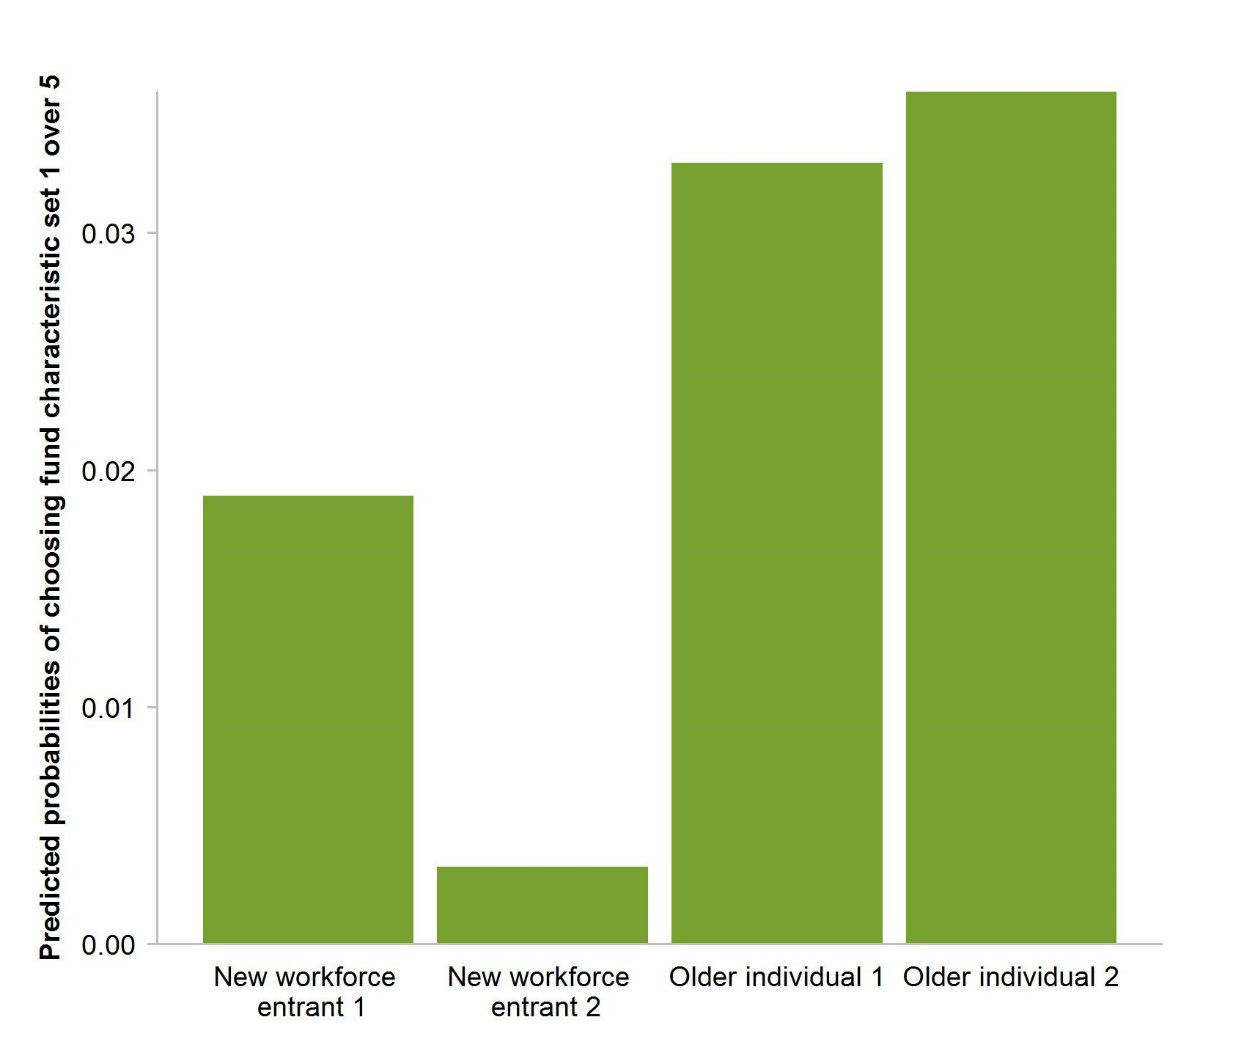 Predicted probabilities of choosing fund characteristic set 1 over 5
0.03
0.02
0.01
0.00
New workforce
entrant 1
New workforce
entrant 2
Older individual 1
Older individual 2